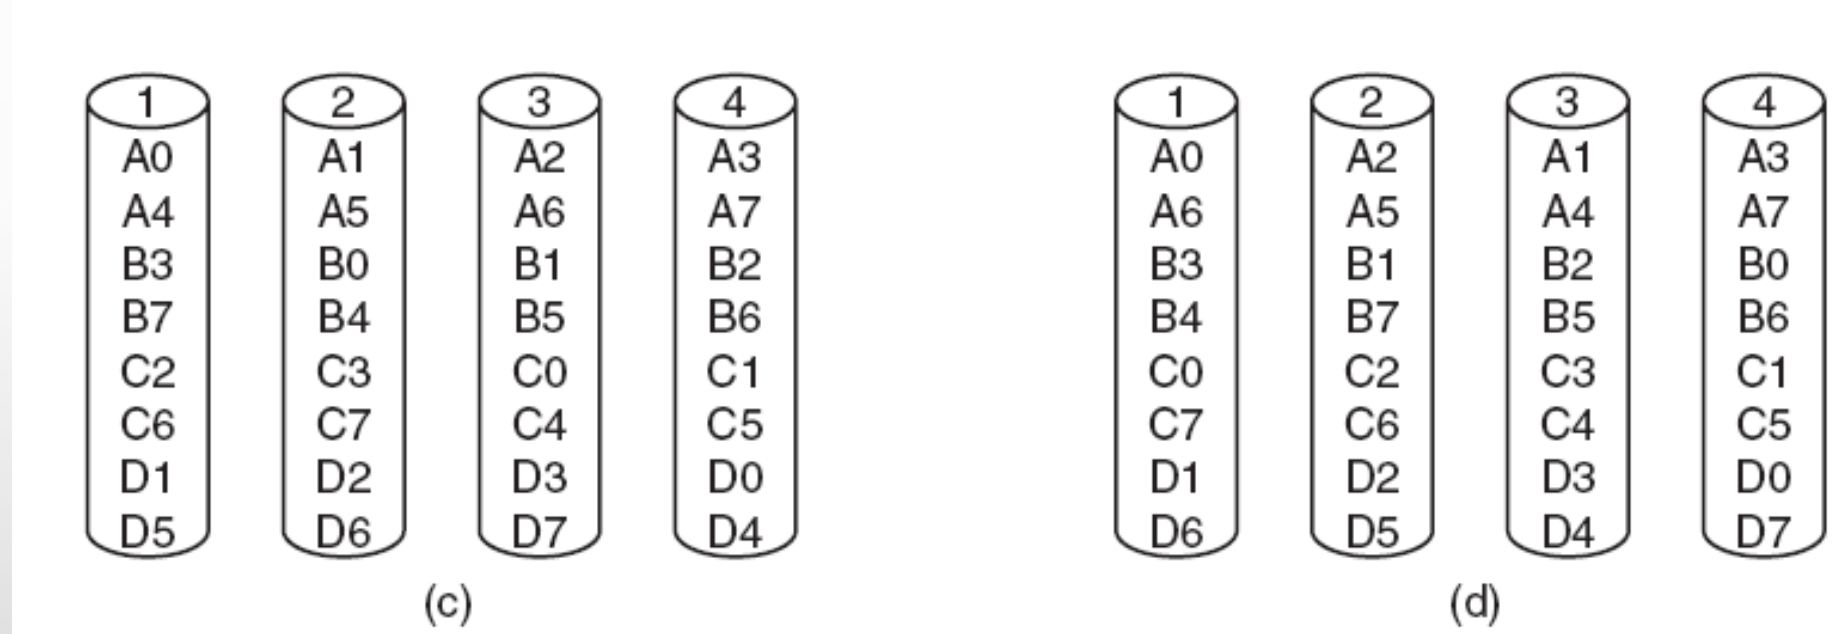 1 2 3 4
A0 A1 A2 A3
A4 A5 A6 A7
B3 B0 B1 B2
B7 B4 B5 B6
C2 C3 C0 C1
C6 C7 C4 C5
D1 D2 D3 D0
D5 D6 D7 D4
(c)
1 2 3 4
A0 A2 A1 A3
A6 A5 A4 A7
B3 B1 B2 B0
B4 B7 B5 B6
C0 C2 C3 C1
C7 C6 C4 C5
D1 D2 D3 D0
D6 D5 D4 D7
(d)